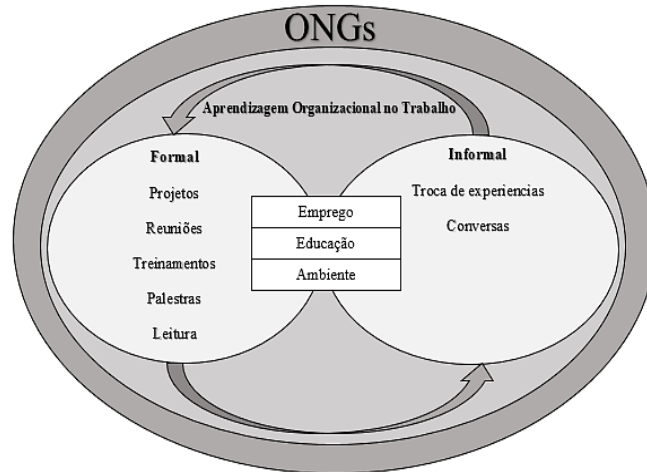 ONGs
Aprendizagem Organizacional no Trabalho
Formal
Projetos
Reuniões
Treinamentos
Palestras
Leitura
Emprego
Educação
Ambiente
Informal
Troca de experiencias
Conversas